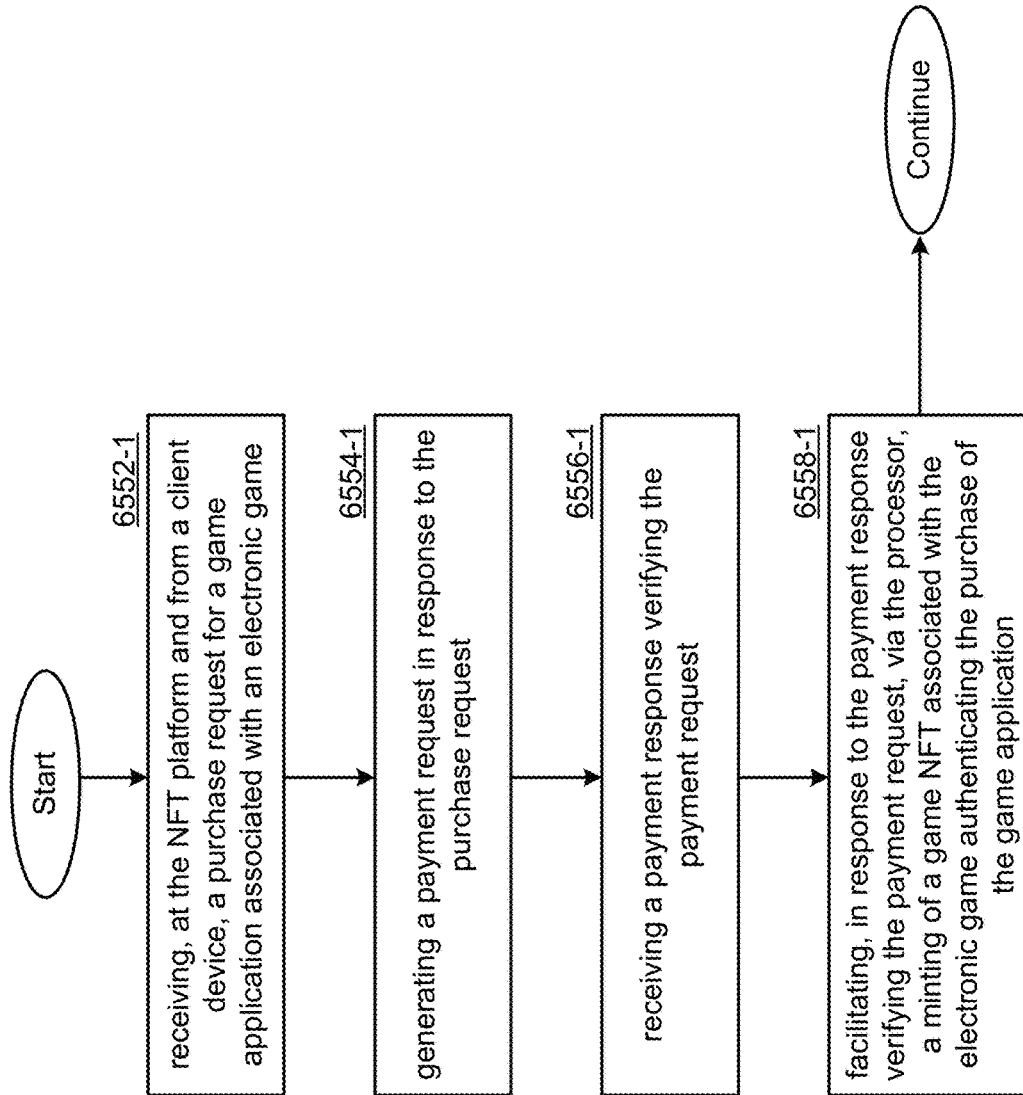 Start
6552-1
receiving, at the NFT platform and from a client
device, a purchase request for a game
application associated with an electronic game
6554-1
generating a payment request in response to the
purchase request
6556-1
receiving a payment response verifying the
payment request
6558-1
facilitating, in response to the payment response
verifying the payment request, via the processor,
a minting of a game NFT associated with the
electronic game authenticating the purchase of
the game application
Continue